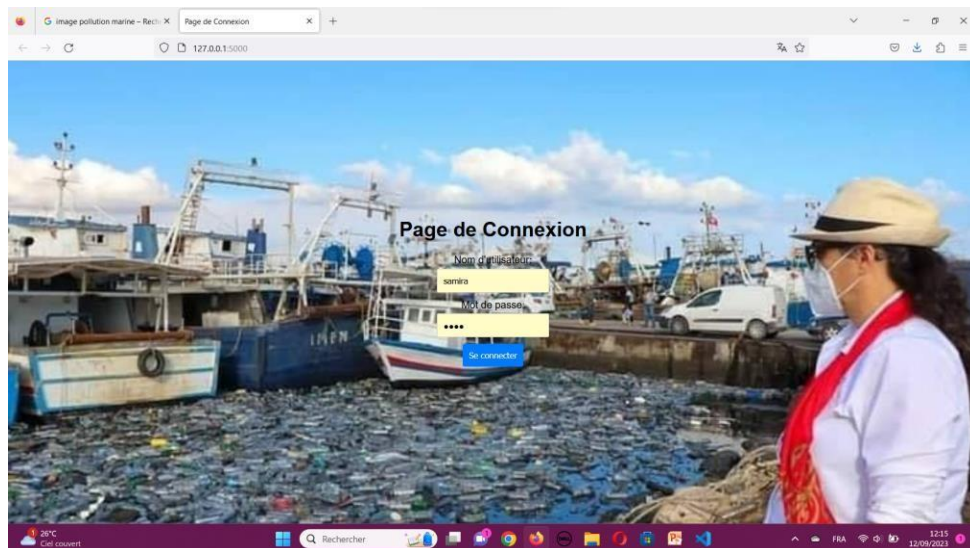 image pollution marine – Rech
Page de Connexion
127.0.0.1:5000
Page de Connexion
Nom d'utilisateur:
samira
Mot de passe:
••••
Se connecter
26°C
Ciel couvert
Rechercher
FRA
12:15
12/09/2023